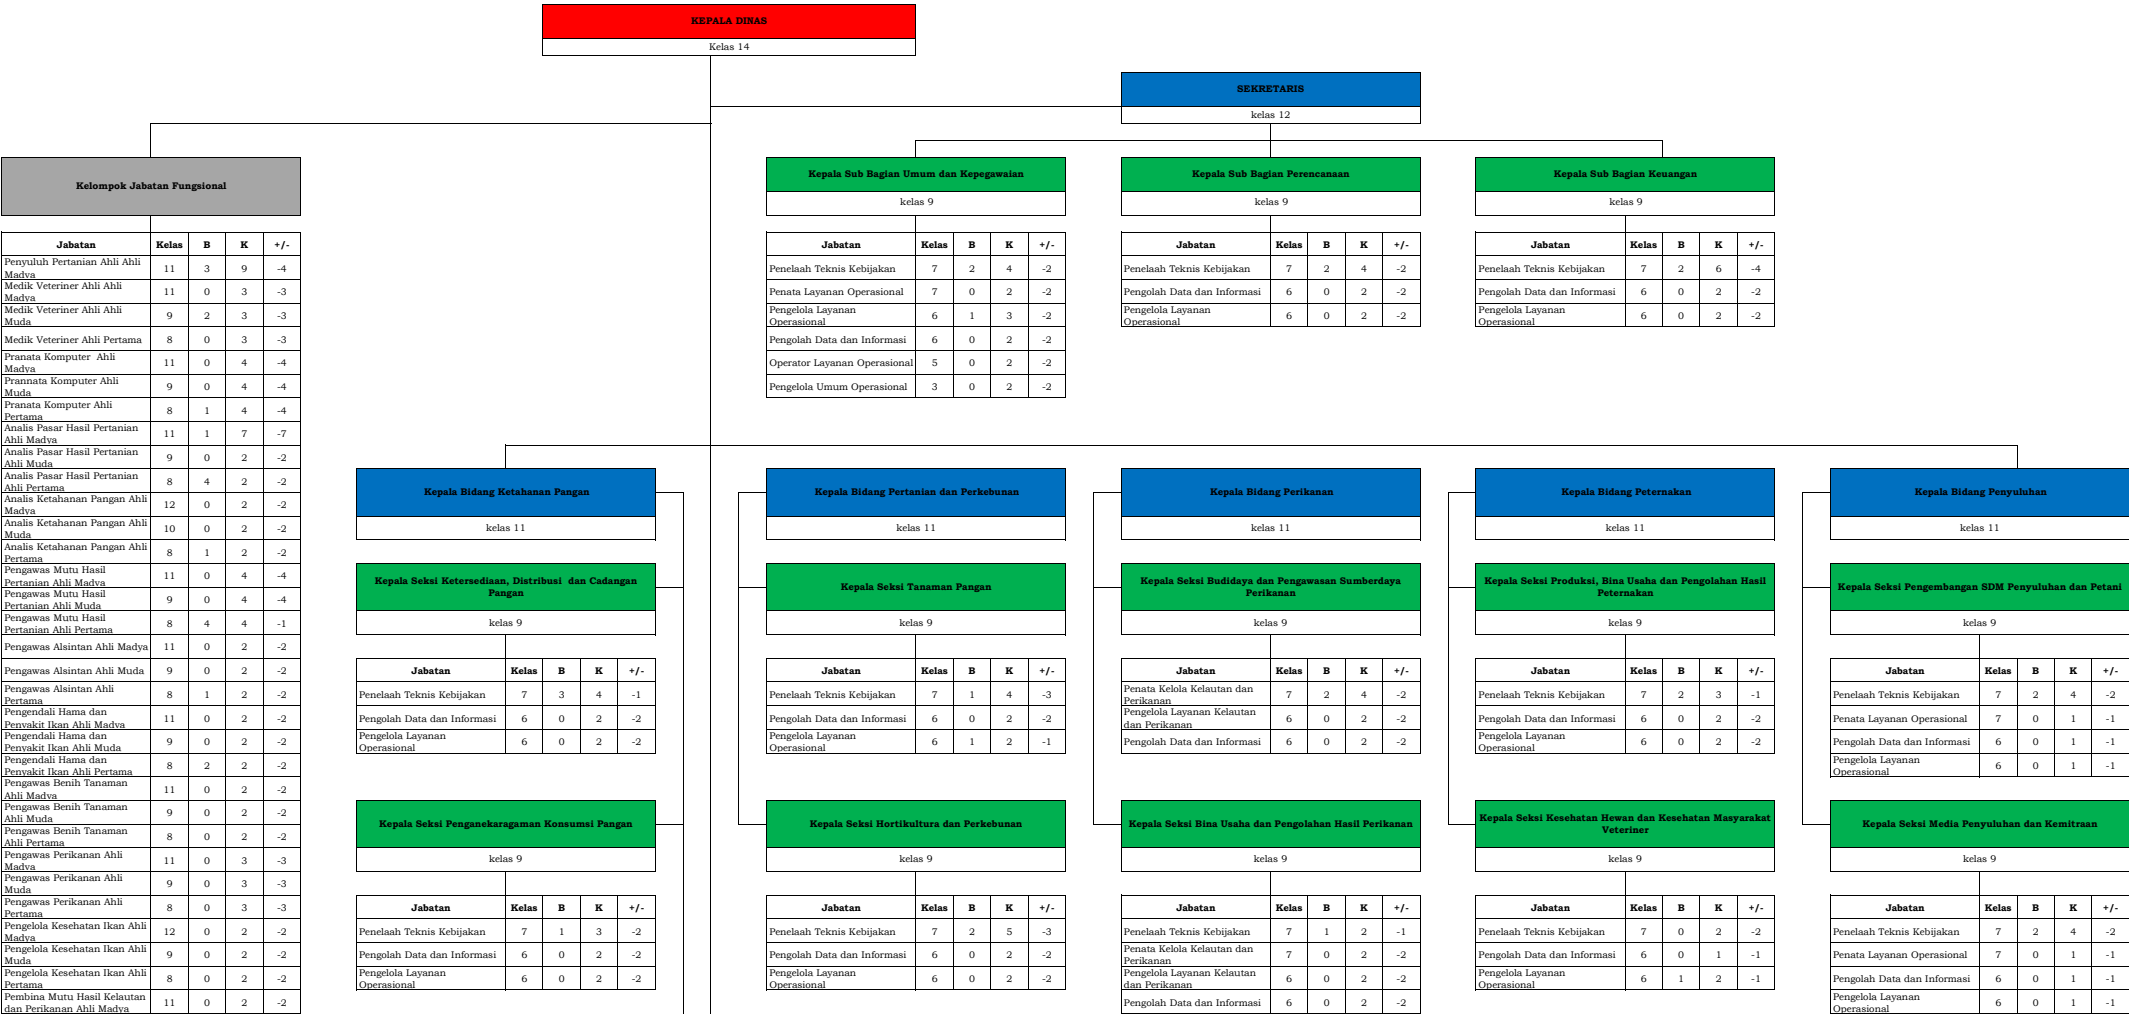 KEPALA DINAS
Kelas 14
SEKRETARIS
kelas 12
Kelompok Jabatan Fungsional
Jabatan Kelas B K +/-
Penyuluh Pertanian Ahli Ahli
Madya 11 3 9 -4
Medik Veteriner Ahli Ahli
Madya 11 0 3 -3
Medik Veteriner Ahli Ahli
Muda 9 2 3 -3
Medik Veteriner Ahli Pertama 8 0 3 -3
Pranata Komputer  Ahli
Madya 11 0 4 -4
Prannata Komputer Ahli
Muda 9 0 4 -4
Pranata Komputer Ahli
Pertama 8 1 4 -4
Analis Pasar Hasil Pertanian
Ahli Madya 11 1 7 -7
Analis Pasar Hasil Pertanian
Ahli Muda 9 0 2 -2
Analis Pasar Hasil Pertanian
Ahli Pertama 8 4 2 -2
Analis Ketahanan Pangan Ahli
Madya 12 0 2 -2
Analis Ketahanan Pangan Ahli
Muda 10 0 2 -2
Analis Ketahanan Pangan Ahli
Pertama 8 1 2 -2
Pengawas Mutu Hasil
Pertanian Ahli Madya 11 0 4 -4
Pengawas Mutu Hasil
Pertanian Ahli Muda 9 0 4 -4
Pengawas Mutu Hasil
Pertanian Ahli Pertama 8 4 4 -1
Pengawas Alsintan Ahli Madya 11 0 2 -2
Pengawas Alsintan Ahli Muda 9 0 2 -2
Pengawas Alsintan Ahli
Pertama 8 1 2 -2
Pengendali Hama dan
Penyakit Ikan Ahli Madya 11 0 2 -2
Pengendali Hama dan
Penyakit Ikan Ahli Muda 9 0 2 -2
Pengendali Hama dan
Penyakit Ikan Ahli Pertama 8 2 2 -2
Pengawas Benih Tanaman
Ahli Madya 11 0 2 -2
Pengawas Benih Tanaman
Ahli Muda 9 0 2 -2
Pengawas Benih Tanaman
Ahli Pertama 8 0 2 -2
Pengawas Perikanan Ahli
Madya 11 0 3 -3
Pengawas Perikanan Ahli
Muda 9 0 3 -3
Pengawas Perikanan Ahli
Pertama 8 0 3 -3
Pengelola Kesehatan Ikan Ahli
Madya 12 0 2 -2
Pengelola Kesehatan Ikan Ahli
Muda 9 0 2 -2
Pengelola Kesehatan Ikan Ahli
Pertama 8 0 2 -2
Pembina Mutu Hasil Kelautan
dan Perikanan Ahli Madya 11 0 2 -2
Kepala Sub Bagian Umum dan Kepegawaian
kelas 9
Jabatan Kelas B K +/-
Penelaah Teknis Kebijakan 7 2 4 -2
Penata Layanan Operasional 7 0 2 -2
Pengelola Layanan
Operasional 6 1 3 -2
Pengolah Data dan Informasi 6 0 2 -2
Operator Layanan Operasional 5 0 2 -2
Pengelola Umum Operasional 3 0 2 -2
Kepala Sub Bagian Perencanaan
kelas 9
Jabatan Kelas B K +/-
Penelaah Teknis Kebijakan 7 2 4 -2
Pengolah Data dan Informasi 6 0 2 -2
Pengelola Layanan
Operasional 6 0 2 -2
Kepala Sub Bagian Keuangan
kelas 9
Jabatan Kelas B K +/-
Penelaah Teknis Kebijakan 7 2 6 -4
Pengolah Data dan Informasi 6 0 2 -2
Pengelola Layanan
Operasional 6 0 2 -2
Kepala Bidang Ketahanan Pangan
kelas 11
Kepala Seksi Ketersediaan, Distribusi  dan Cadangan
Pangan
kelas 9
Jabatan Kelas B K +/-
Penelaah Teknis Kebijakan 7 3 4 -1
Pengolah Data dan Informasi 6 0 2 -2
Pengelola Layanan
Operasional 6 0 2 -2
Kepala Seksi Penganekaragaman Konsumsi Pangan
kelas 9
Jabatan Kelas B K +/-
Penelaah Teknis Kebijakan 7 1 3 -2
Pengolah Data dan Informasi 6 0 2 -2
Pengelola Layanan
Operasional 6 0 2 -2
Kepala Bidang Pertanian dan Perkebunan
kelas 11
Kepala Seksi Tanaman Pangan
kelas 9
Jabatan Kelas B K +/-
Penelaah Teknis Kebijakan 7 1 4 -3
Pengolah Data dan Informasi 6 0 2 -2
Pengelola Layanan
Operasional 6 1 2 -1
Kepala Seksi Hortikultura dan Perkebunan
kelas 9
Jabatan Kelas B K +/-
Penelaah Teknis Kebijakan 7 2 5 -3
Pengolah Data dan Informasi 6 0 2 -2
Pengelola Layanan
Operasional 6 0 2 -2
Kepala Bidang Perikanan
kelas 11
Kepala Seksi Budidaya dan Pengawasan Sumberdaya
Perikanan
kelas 9
Jabatan Kelas B K +/-
Penata Kelola Kelautan dan
Perikanan 7 2 4 -2
Pengelola Layanan Kelautan
dan Perikanan 6 0 2 -2
Pengolah Data dan Informasi 6 0 2 -2
Kepala Seksi Bina Usaha dan Pengolahan Hasil Perikanan
kelas 9
Jabatan Kelas B K +/-
Penelaah Teknis Kebijakan 7 1 2 -1
Penata Kelola Kelautan dan
Perikanan 7 0 2 -2
Pengelola Layanan Kelautan
dan Perikanan 6 0 2 -2
Pengolah Data dan Informasi 6 0 2 -2
Kepala Bidang Peternakan
kelas 11
Kepala Seksi Produksi, Bina Usaha dan Pengolahan Hasil
Peternakan
kelas 9
Jabatan Kelas B K +/-
Penelaah Teknis Kebijakan 7 2 3 -1
Pengolah Data dan Informasi 6 0 2 -2
Pengelola Layanan
Operasional 6 0 2 -2
Kepala Seksi Kesehatan Hewan dan Kesehatan Masyarakat
Veteriner
kelas 9
Jabatan Kelas B K +/-
Penelaah Teknis Kebijakan 7 0 2 -2
Pengolah Data dan Informasi 6 0 1 -1
Pengelola Layanan
Operasional 6 1 2 -1
Kepala Bidang Penyuluhan
kelas 11
Kepala Seksi Pengembangan SDM Penyuluhan dan Petani
kelas 9
Jabatan Kelas B K +/-
Penelaah Teknis Kebijakan 7 2 4 -2
Penata Layanan Operasional 7 0 1 -1
Pengolah Data dan Informasi 6 0 1 -1
Pengelola Layanan
Operasional 6 0 1 -1
Kepala Seksi Media Penyuluhan dan Kemitraan
kelas 9
Jabatan Kelas B K +/-
Penelaah Teknis Kebijakan 7 2 4 -2
Penata Layanan Operasional 7 0 1 -1
Pengolah Data dan Informasi 6 0 1 -1
Pengelola Layanan
Operasional 6 0 1 -1